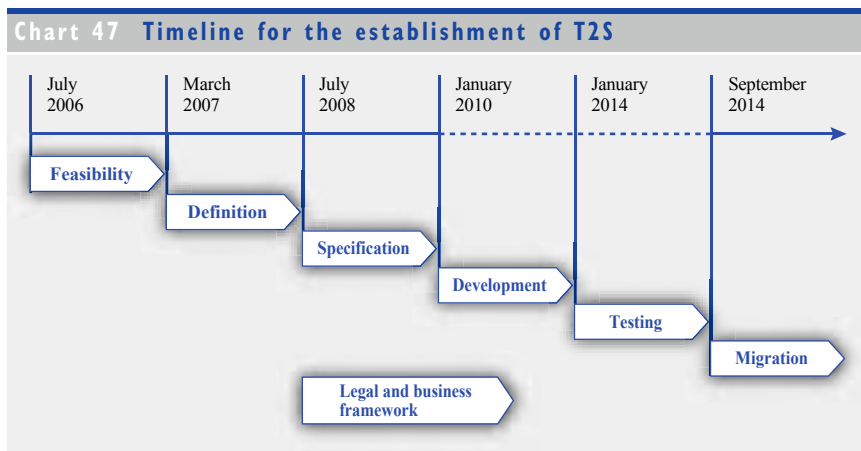 Chart 47 Timeline for the establishment of T2S
July
2006
March
2007
July
2008
January
2010
January
2014
September
2014
Feasibility
Definition
Specification
Development
Testing
Migration
Legal and business
framework